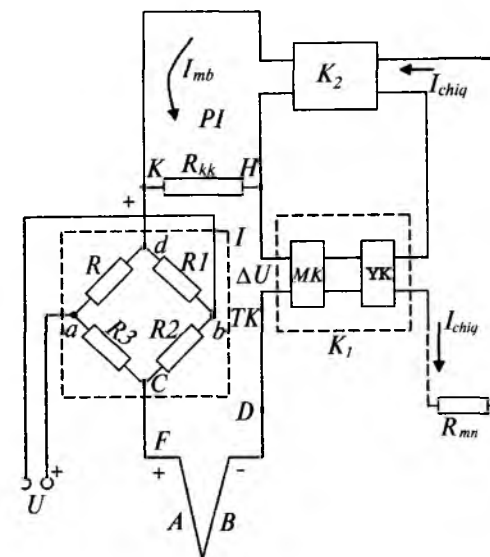 I_mb
K_2
I_chiq
PI
K R_kk H
+
I
d
R R1
ΔU MK YK
a b TK
R3 R2 K_1 I_chiq
C
D
F R_mn
+ -
+
U A B